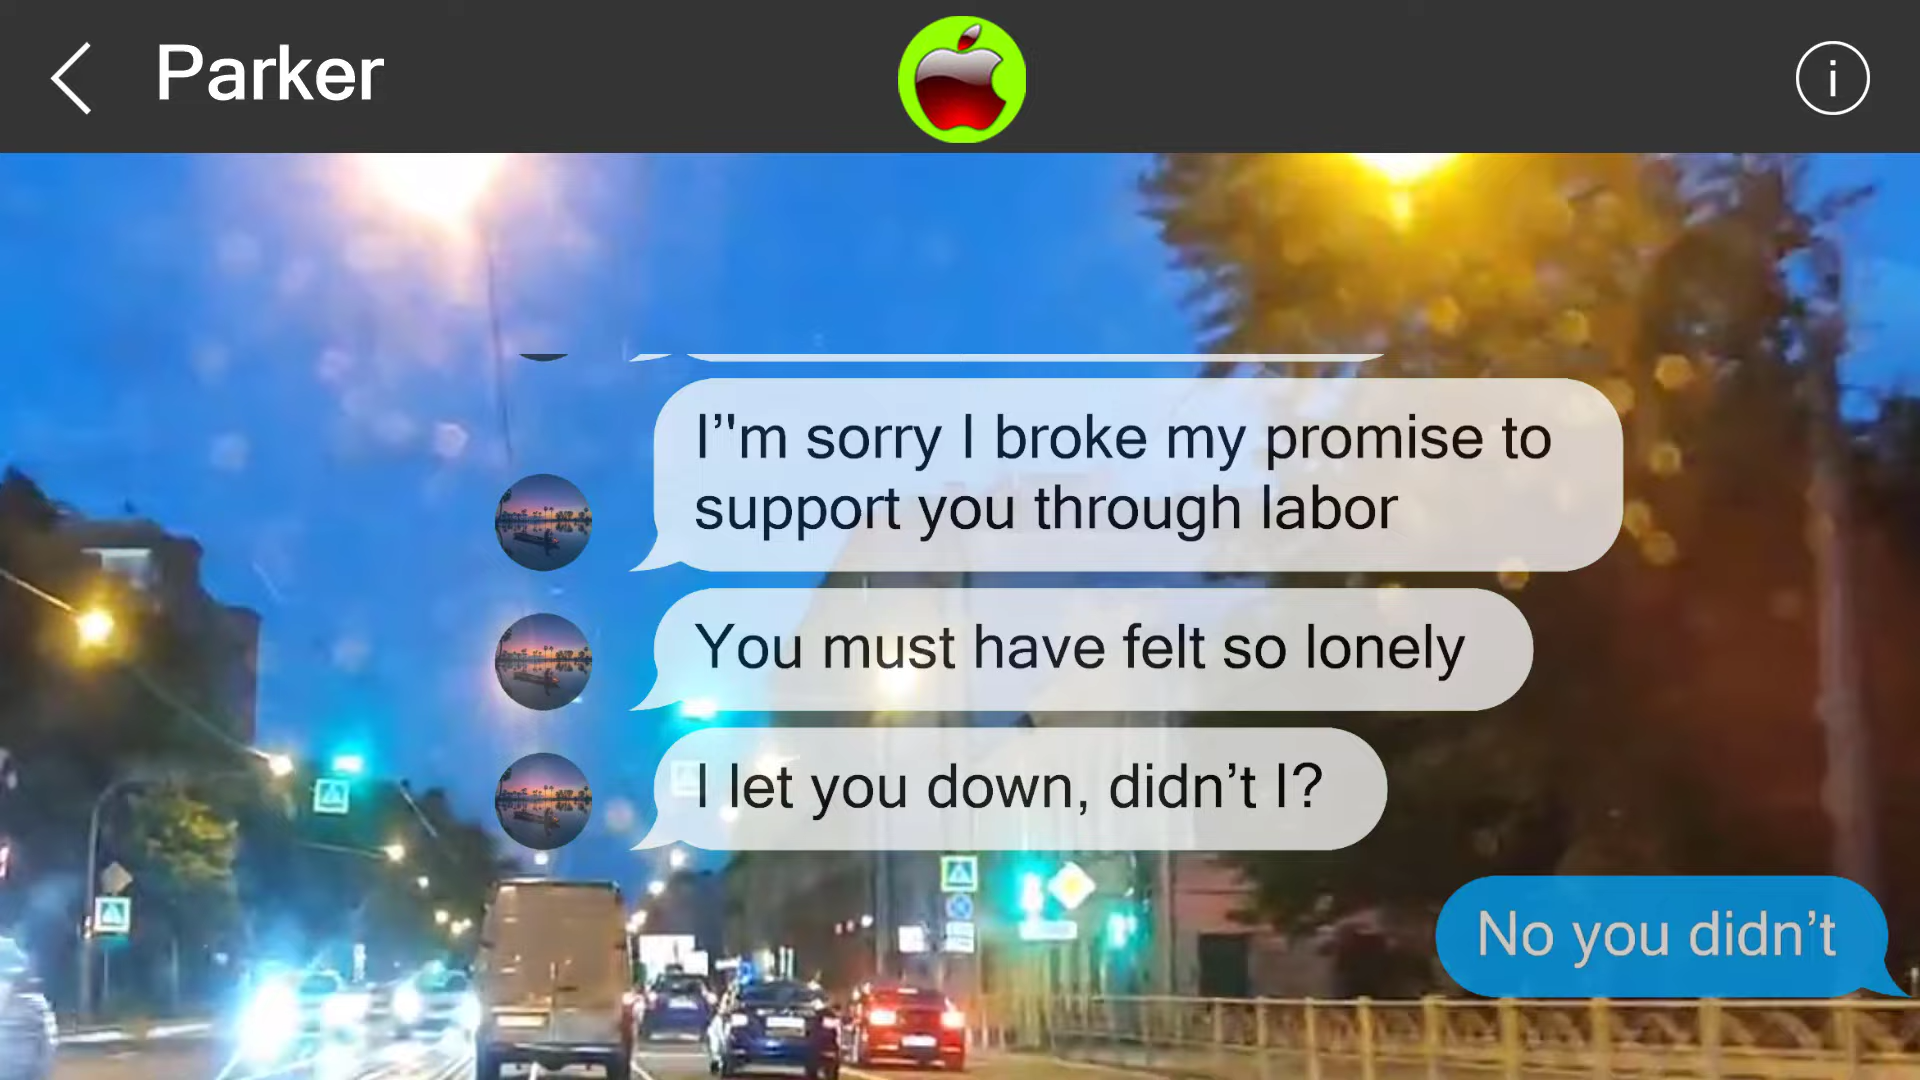 Parker
I’"m sorry I broke my promise to
support you through labor
You must have felt so lonely
I let you down, didn’t I?
No you didn’t